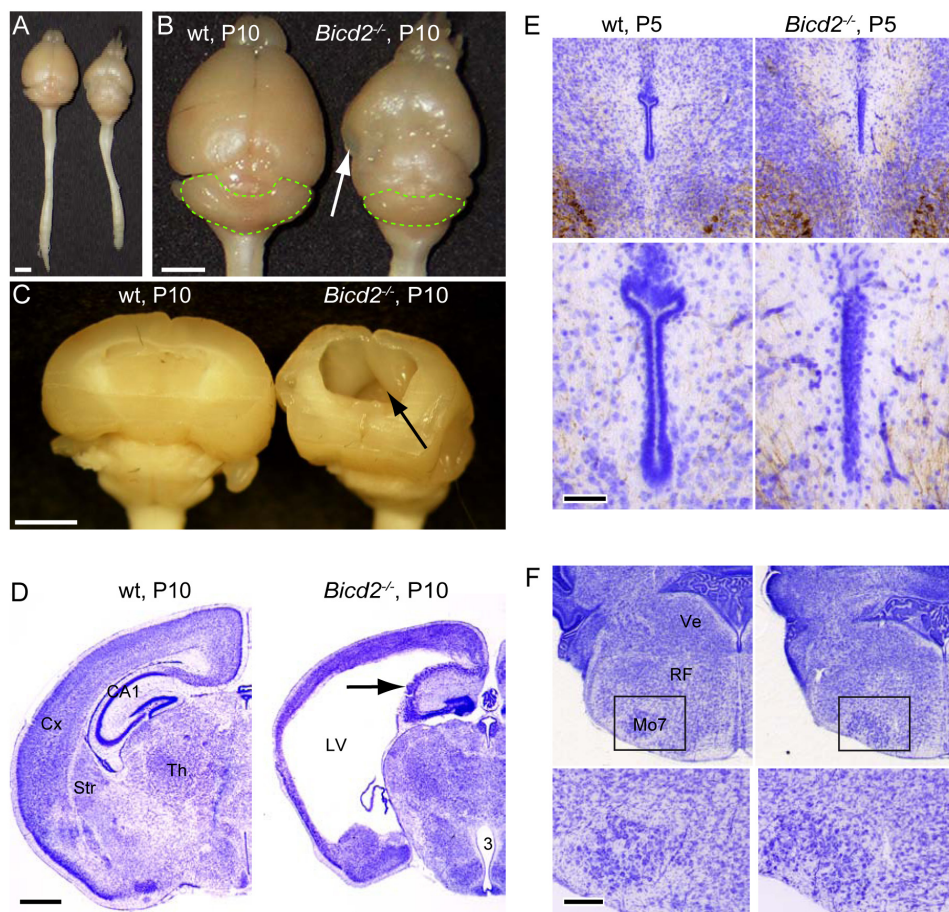 A
B
wt, P10
Bicd2-/-, P10
C
wt, P10
Bicd2-/-, P10
D
wt, P10
Bicd2-/-, P10
CA1
Cx
Str
Th
LV
3
E
wt, P5
Bicd2-/-, P5
F
Ve
RF
Mo7